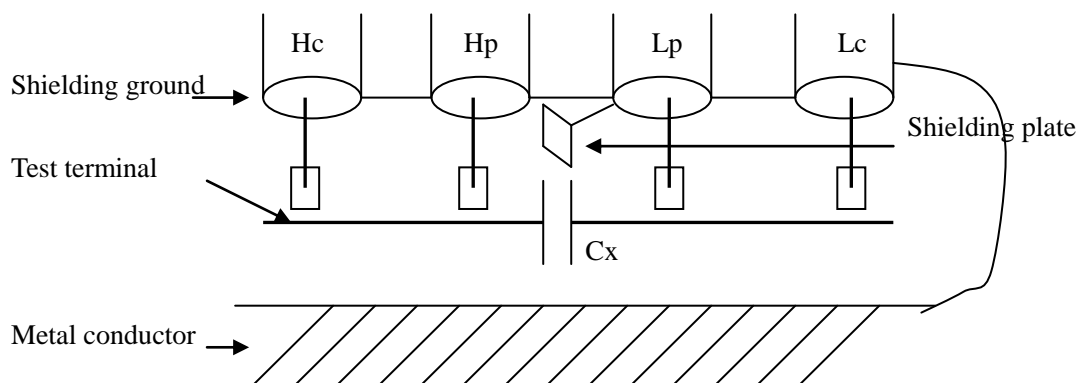 Hc
Hp
Lp
Lc
Shielding ground
Shielding plate
Test terminal
Cx
Metal conductor